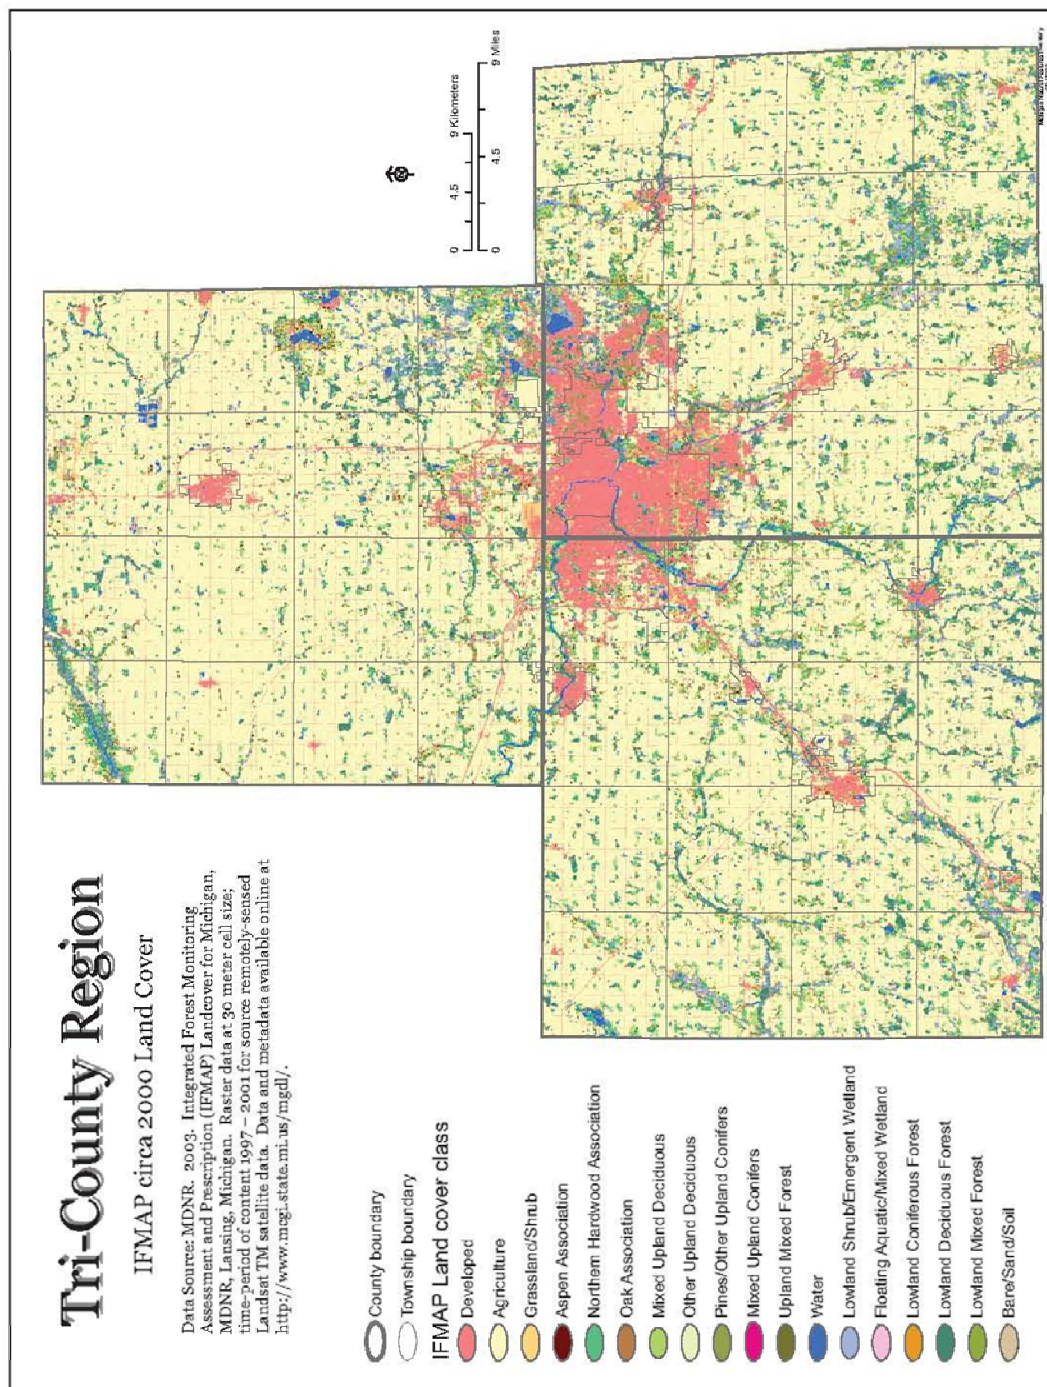 Tri-County Region
IFMAP circa 2000 Land Cover
Data Source: MDNR. 2003. Integrated Forest Monitoring
Assessment and Prescription (IFMAP) Landcover for Michigan,
MDNR, Lansing, Michigan. Raster data at 30 meter cell size;
time-period of content 1997 – 2001 for source remotely-sensed
Landsat TM satellite data. Data and metadata available online at
http://www.mcgi.state.mi.us/mgdl/.
County boundary
Township boundary
IFMAP Land cover class
Developed
Agriculture
Grassland/Shrub
Aspen Association
Northern Hardwood Association
Oak Association
Mixed Upland Deciduous
Other Upland Deciduous
Pines/Other Upland Conifers
Mixed Upland Conifers
Upland Mixed Forest
Water
Lowland Shrub/Emergent Wetland
Floating Aquatic/Mixed Wetland
Lowland Coniferous Forest
Lowland Deciduous Forest
Lowland Mixed Forest
Bare/Sand/Soil
0 4.5 9 Kilometers
0 4.5 9 Miles